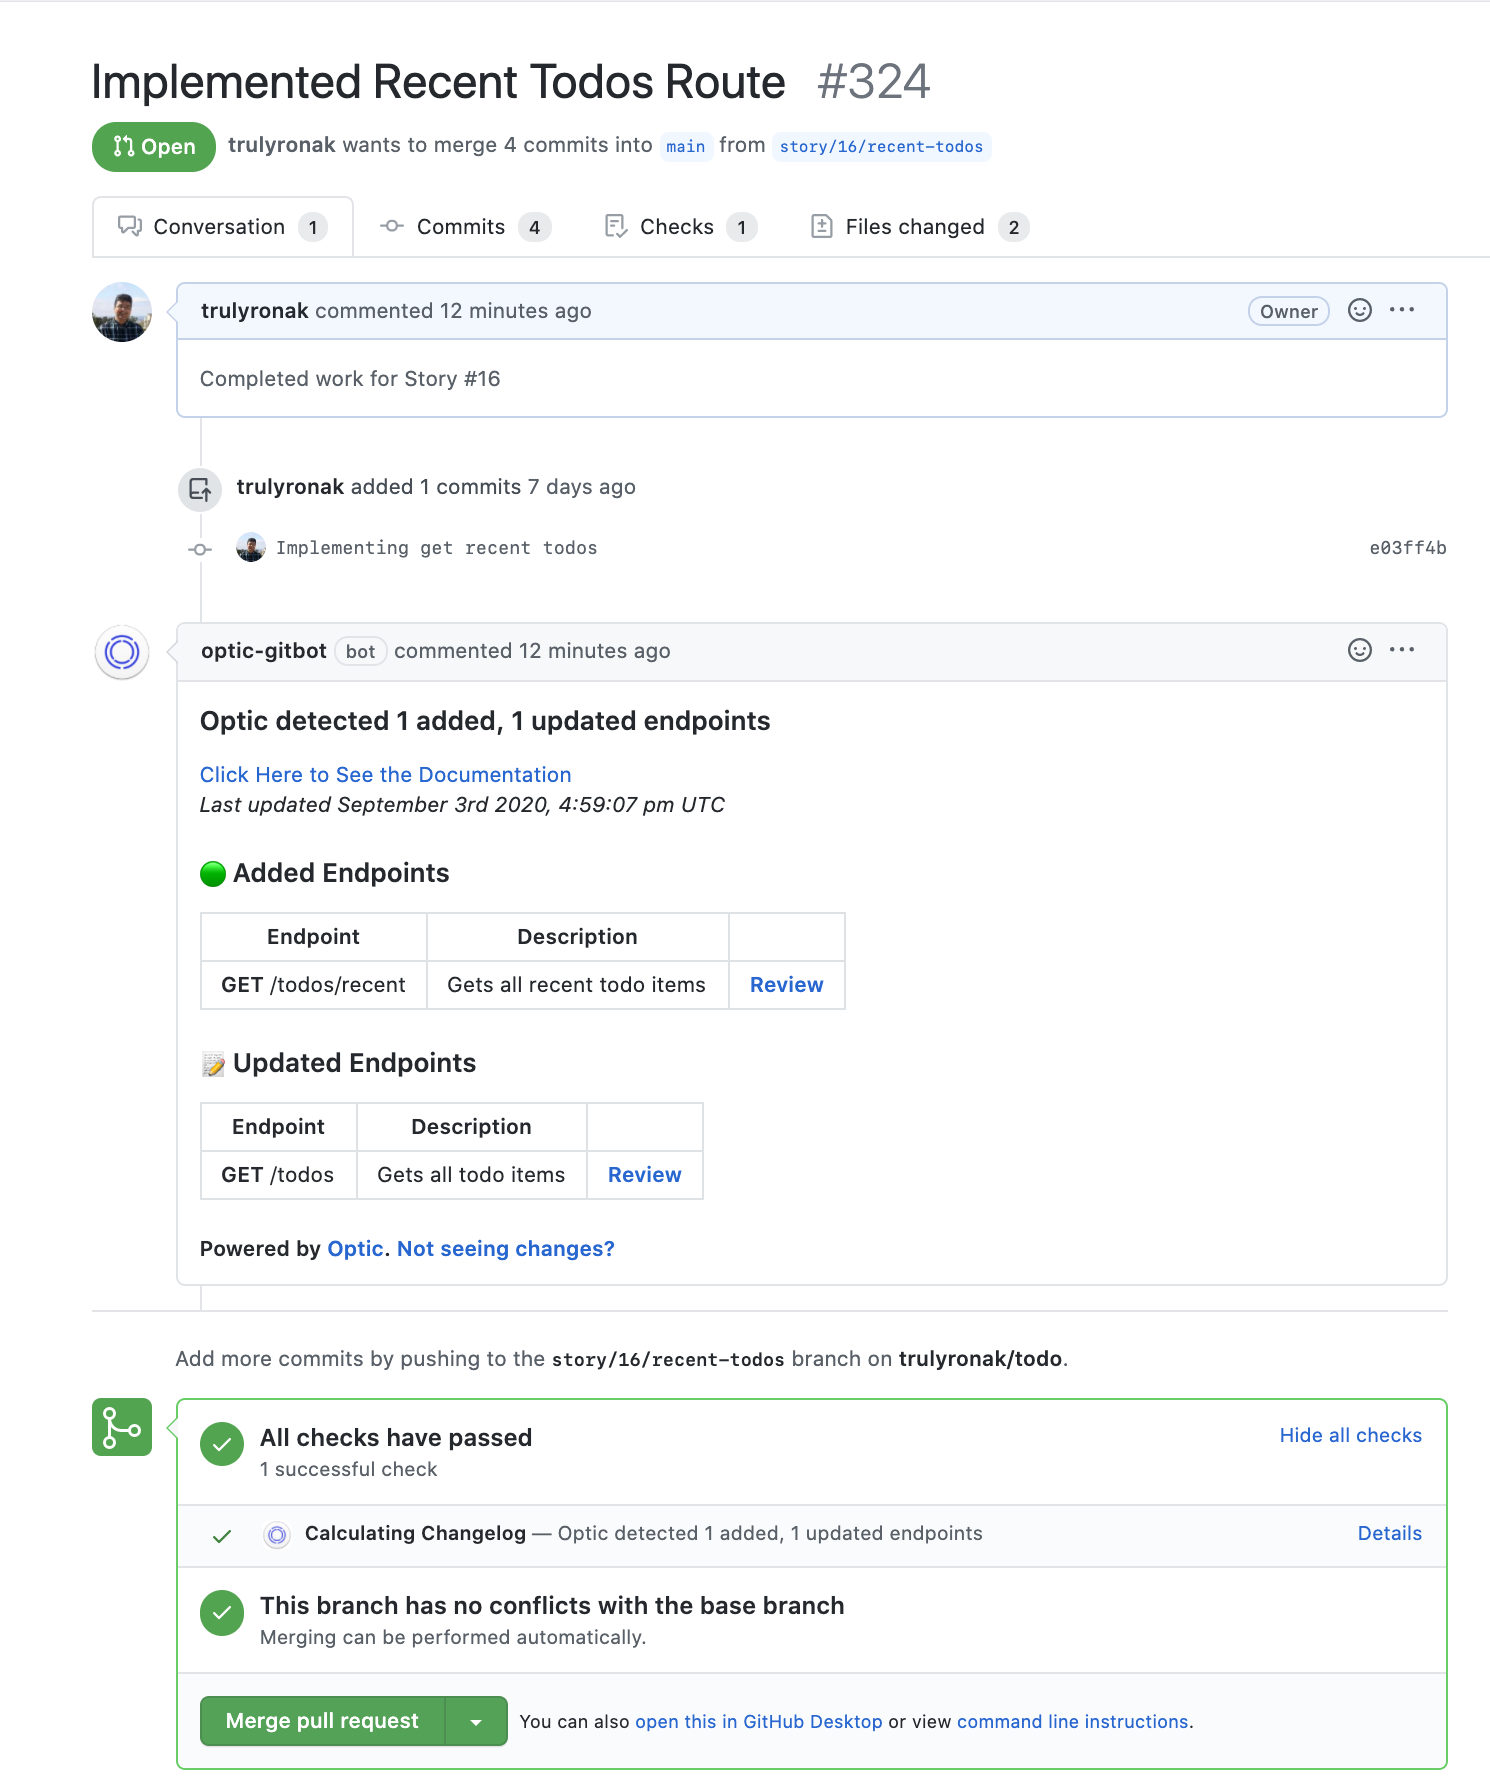 Implemented Recent Todos Route #324
Open trulyronak wants to merge 4 commits into main from story/16/recent-todos
Conversation 1 Commits 4 Checks 1 Files changed 2
trulyronak commented 12 minutes ago Owner
Completed work for Story #16
trulyronak added 1 commits 7 days ago
Implementing get recent todos e03ff4b
optic-gitbot bot commented 12 minutes ago
Optic detected 1 added, 1 updated endpoints
Click Here to See the Documentation
Last updated September 3rd 2020, 4:59:07 pm UTC
Added Endpoints
Endpoint Description
GET /todos/recent Gets all recent todo items Review
Updated Endpoints
Endpoint Description
GET /todos Gets all todo items Review
Powered by Optic. Not seeing changes?
Add more commits by pushing to the story/16/recent-todos branch on trulyronak/todo.
All checks have passed Hide all checks
1 successful check
Calculating Changelog — Optic detected 1 added, 1 updated endpoints Details
This branch has no conflicts with the base branch
Merging can be performed automatically.
Merge pull request You can also open this in GitHub Desktop or view command line instructions.